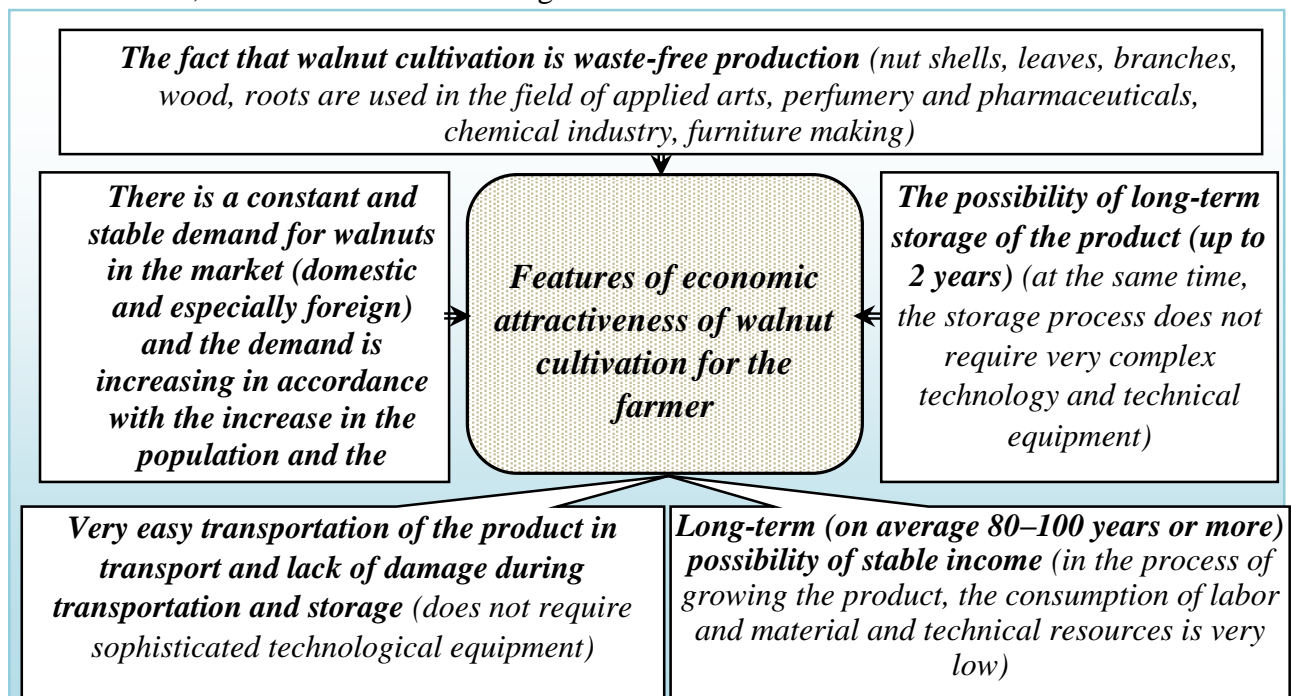 The fact that walnut cultivation is waste-free production (nut shells, leaves, branches,
wood, roots are used in the field of applied arts, perfumery and pharmaceuticals,
chemical industry, furniture making)
There is a constant and
stable demand for walnuts
in the market (domestic
and especially foreign)
and the demand is
increasing in accordance
with the increase in the
population and the
Features of economic
attractiveness of walnut
cultivation for the
farmer
The possibility of long-term
storage of the product (up to
2 years) (at the same time,
the storage process does not
require very complex
technology and technical
equipment)
Very easy transportation of the product in
transport and lack of damage during
transportation and storage (does not require
sophisticated technological equipment)
Long-term (on average 80–100 years or more)
possibility of stable income (in the process of
growing the product, the consumption of labor
and material and technical resources is very
low)